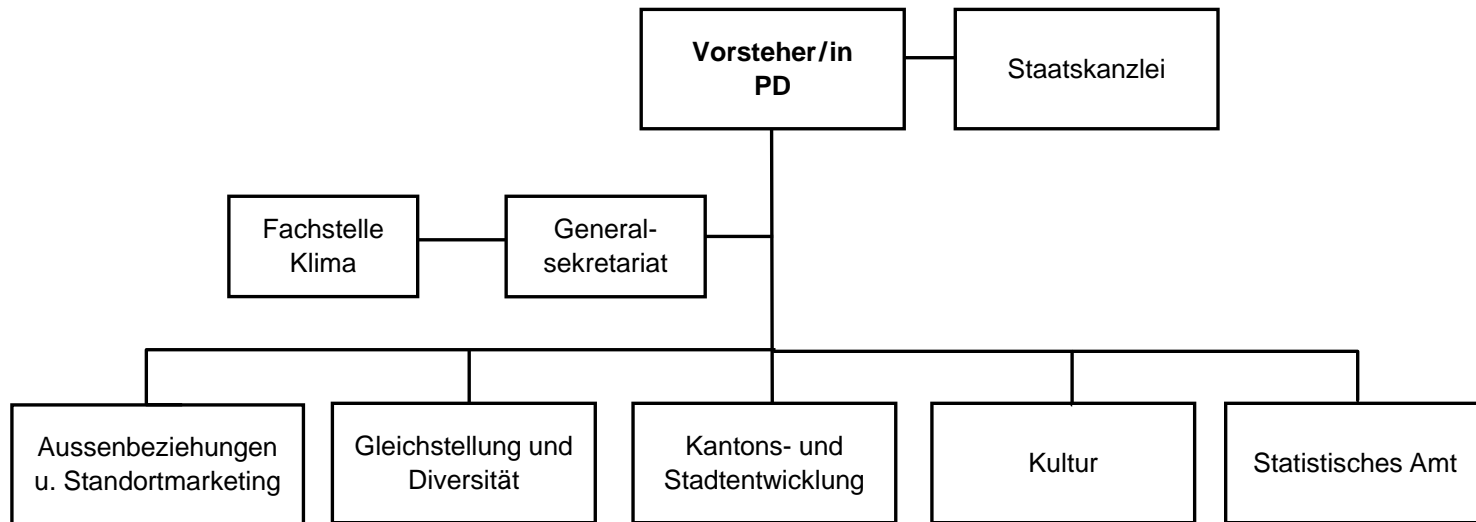 Vorsteher/in
PD
Staatskanzlei
Fachstelle
Klima
General-
sekretariat
Aussenbeziehungen
u. Standortmarketing
Gleichstellung und
Diversität
Kantons- und
Stadtentwicklung
Kultur
Statistisches Amt